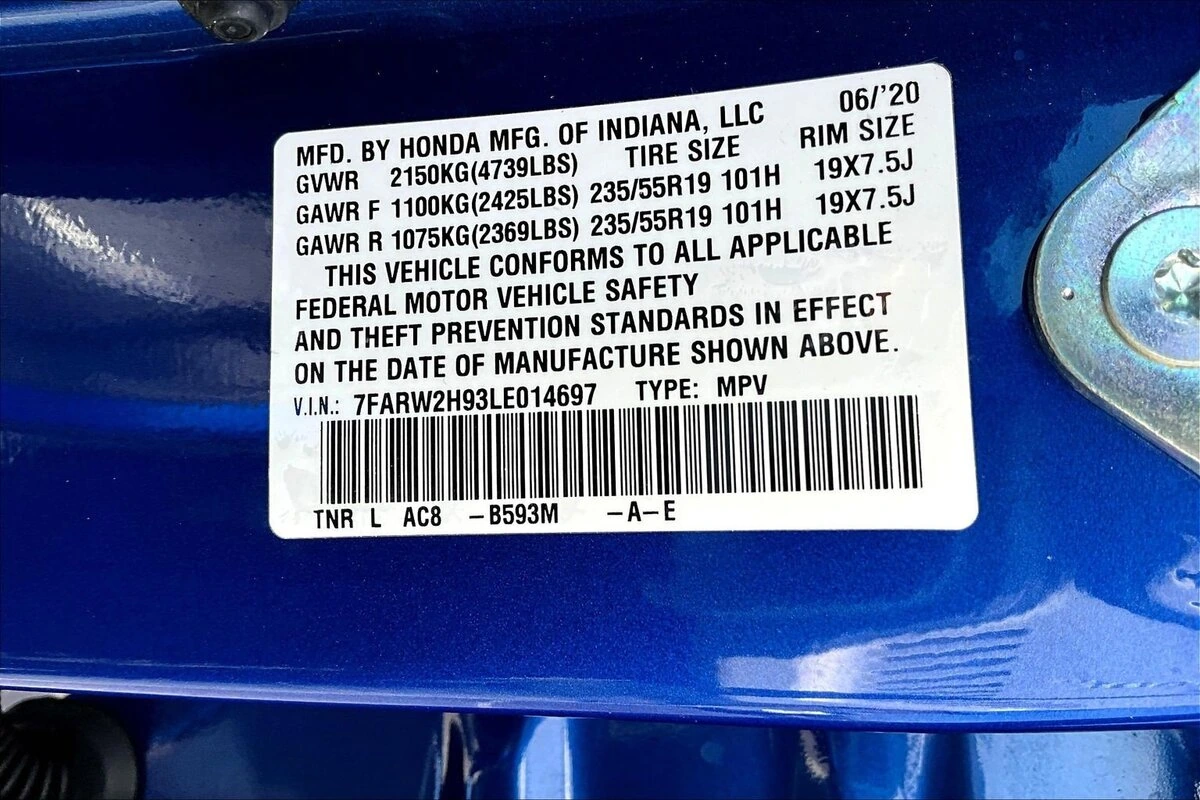 MFD. BY HONDA MFG. OF INDIANA, LLC 06/'20
GVWR 2150KG(4739LBS) TIRE SIZE RIM SIZE
GAWR F 1100KG(2425LBS) 235/55R19 101H 19X7.5J
GAWR R 1075KG(2369LBS) 235/55R19 101H 19X7.5J
THIS VEHICLE CONFORMS TO ALL APPLICABLE
FEDERAL MOTOR VEHICLE SAFETY
AND THEFT PREVENTION STANDARDS IN EFFECT
ON THE DATE OF MANUFACTURE SHOWN ABOVE.
V.I.N.: 7FARW2H93LE014697 TYPE: MPV
TNR L AC8 -B593M -A-E